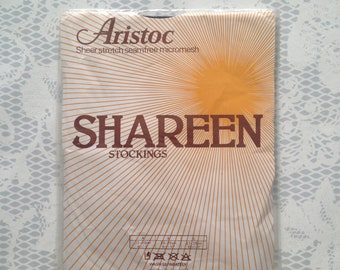 Aristoc
Sheer stretch seamfree micromesh
SHAREEN
STOCKINGS